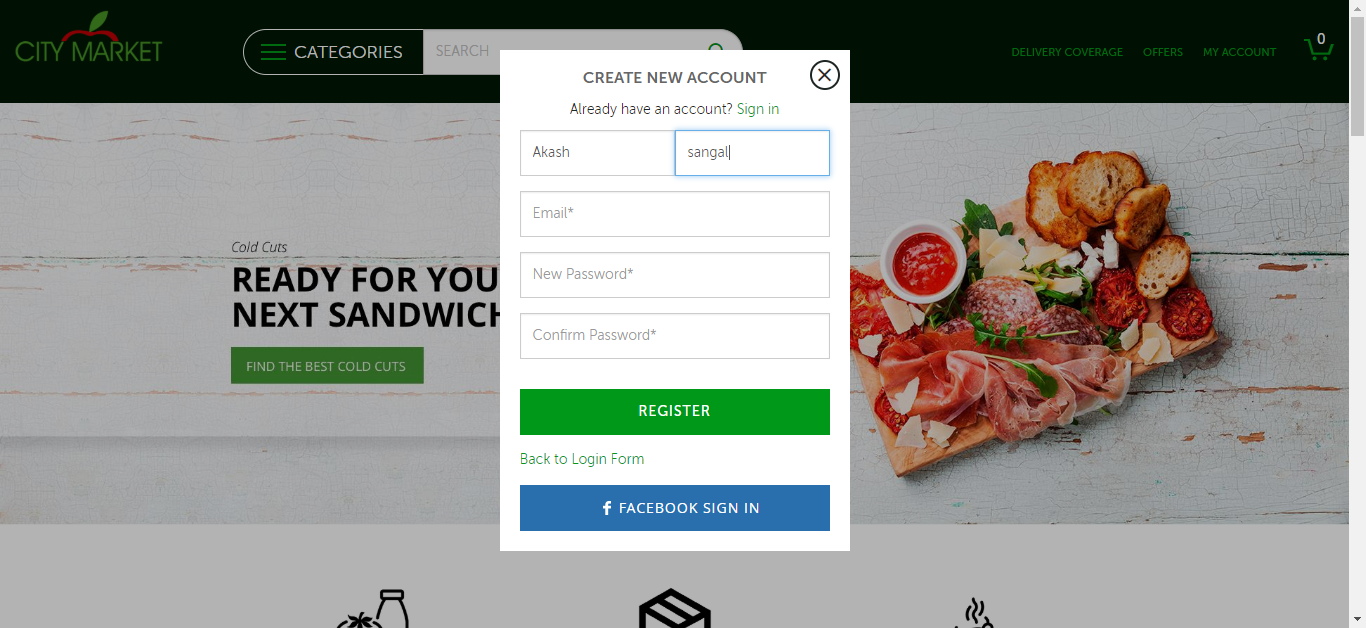 CITY MARKET
CATEGORIES
SEARCH
DELIVERY COVERAGE
OFFERS
MY ACCOUNT
0
CREATE NEW ACCOUNT
Already have an account? Sign in
Akash
sangal
Email*
New Password*
Confirm Password*
REGISTER
Back to Login Form
FACEBOOK SIGN IN
Cold Cuts
READY FOR YOU
NEXT SANDWICH
FIND THE BEST COLD CUTS